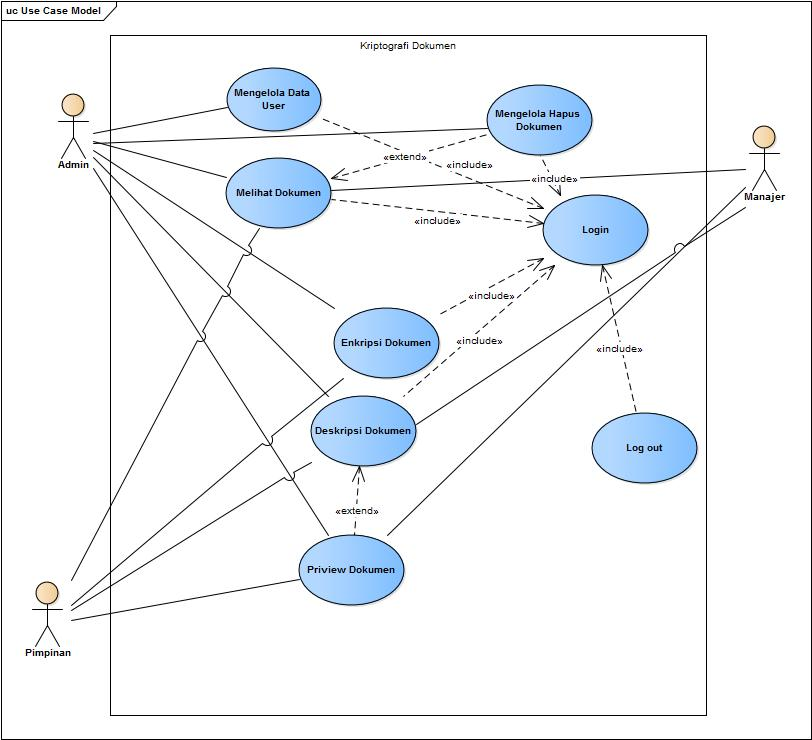 uc Use Case Model
Kriptografi Dokumen
Mengelola Data
User
Mengelola Hapus
Dokumen
Admin
«extend»
«include»
«include»
Melihat Dokumen
Manajer
«include»
Login
«include»
Enkripsi Dokumen
«include»
«include»
Deskripsi Dokumen
Log out
«extend»
Priview Dokumen
Pimpinan